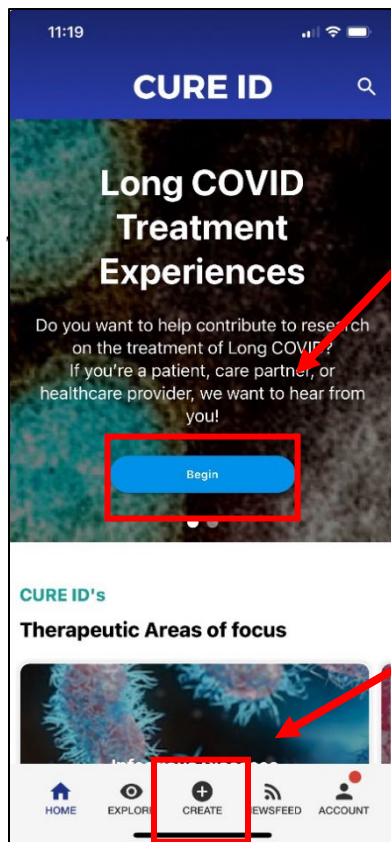 11:19
CURE ID
Long COVID
Treatment
Experiences
Do you want to help contribute to research
on the treatment of Long COVID?
If you're a patient, care partner, or
healthcare provider, we want to hear from
you!
Begin
CURE ID's
Therapeutic Areas of focus
HOME EXPLORE CREATE NEWSFEED ACCOUNT